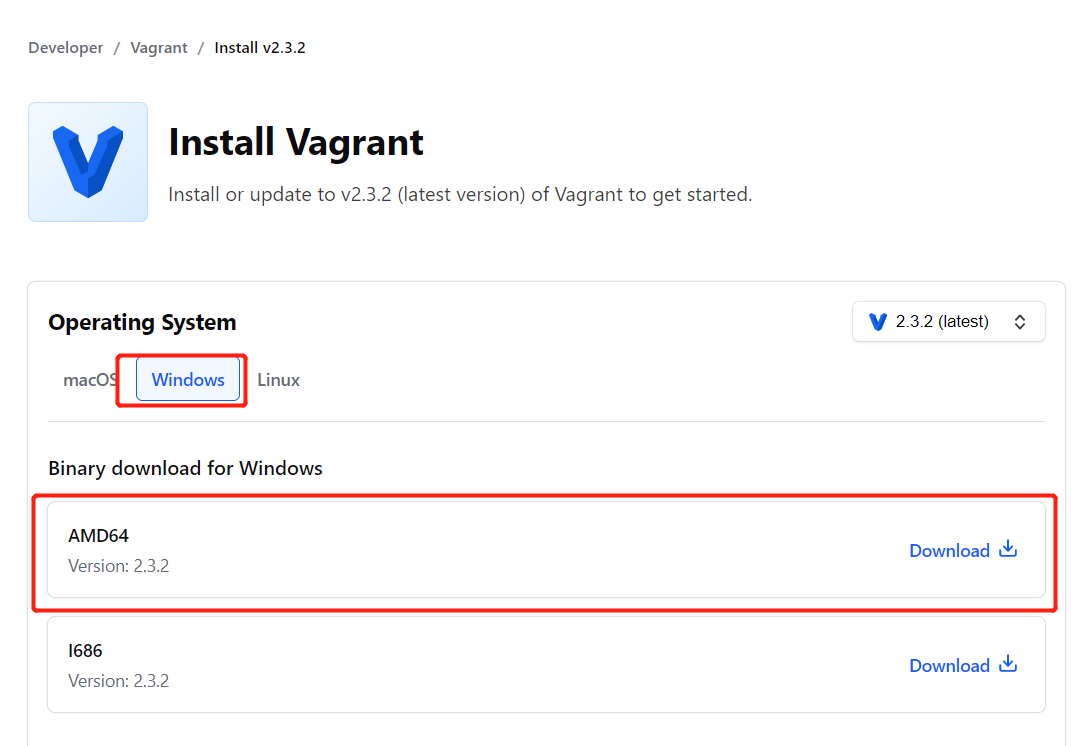 Developer / Vagrant / Install v2.3.2
Install Vagrant
Install or update to v2.3.2 (latest version) of Vagrant to get started.
Operating System
2.3.2 (latest)
macOS Windows Linux
Binary download for Windows
AMD64
Version: 2.3.2
Download
I686
Version: 2.3.2
Download